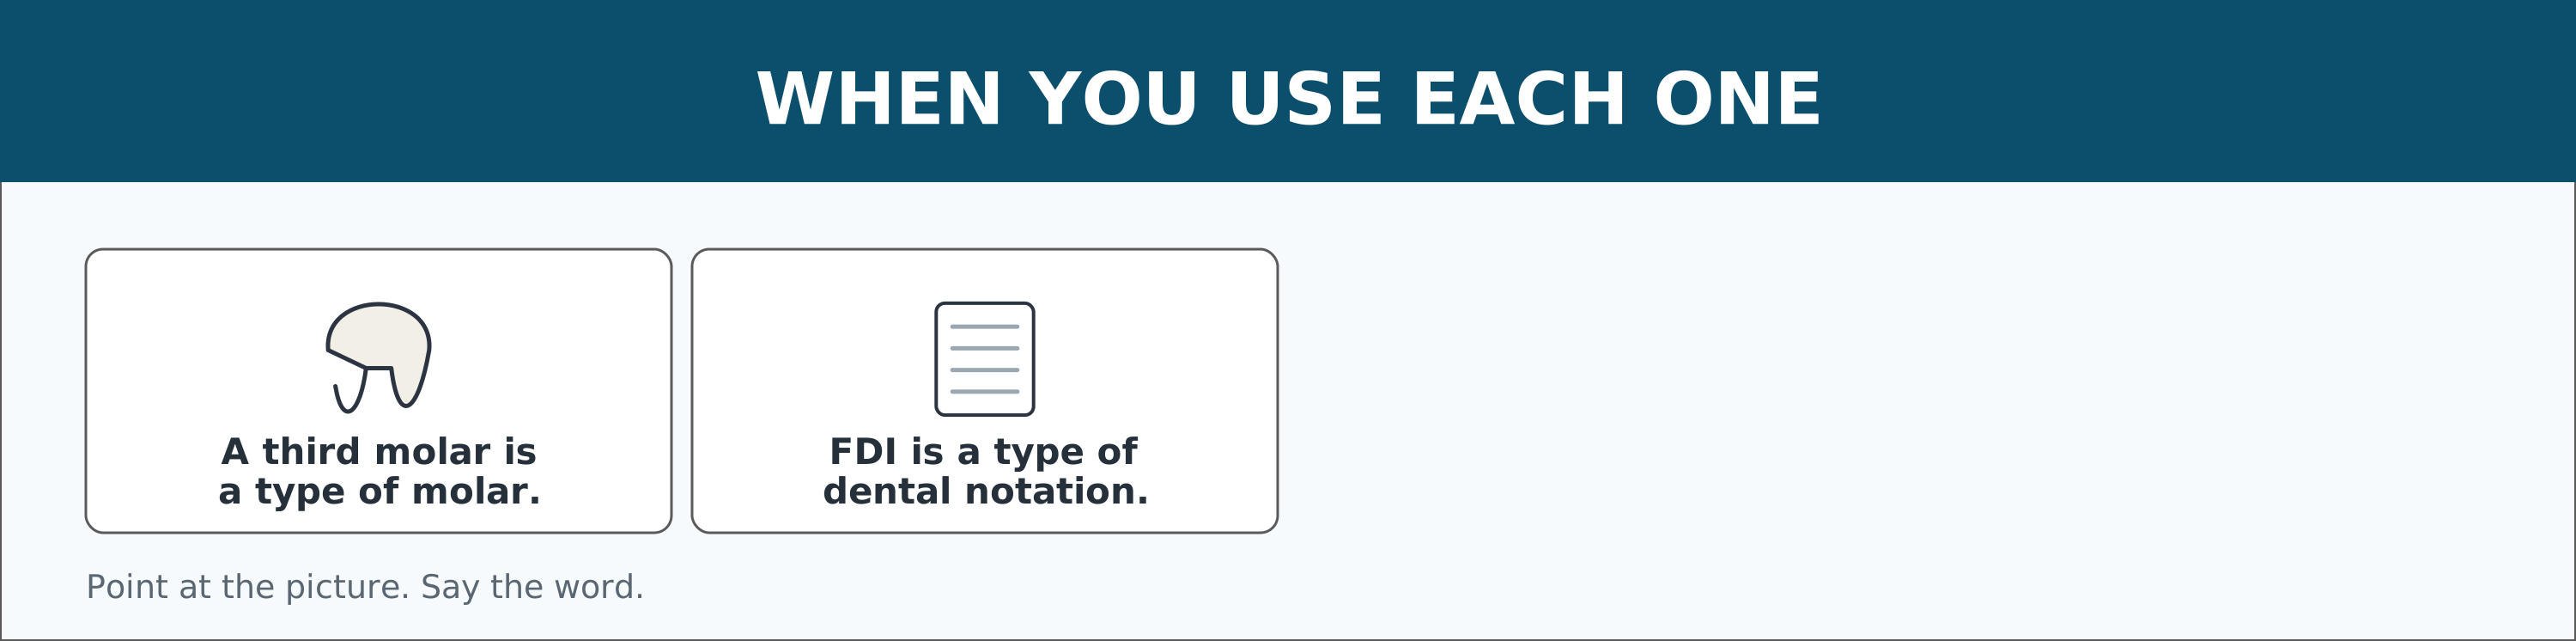 WHEN YOU USE EACH ONE
A third molar is
a type of molar.
FDI is a type of
dental notation.
Point at the picture. Say the word.